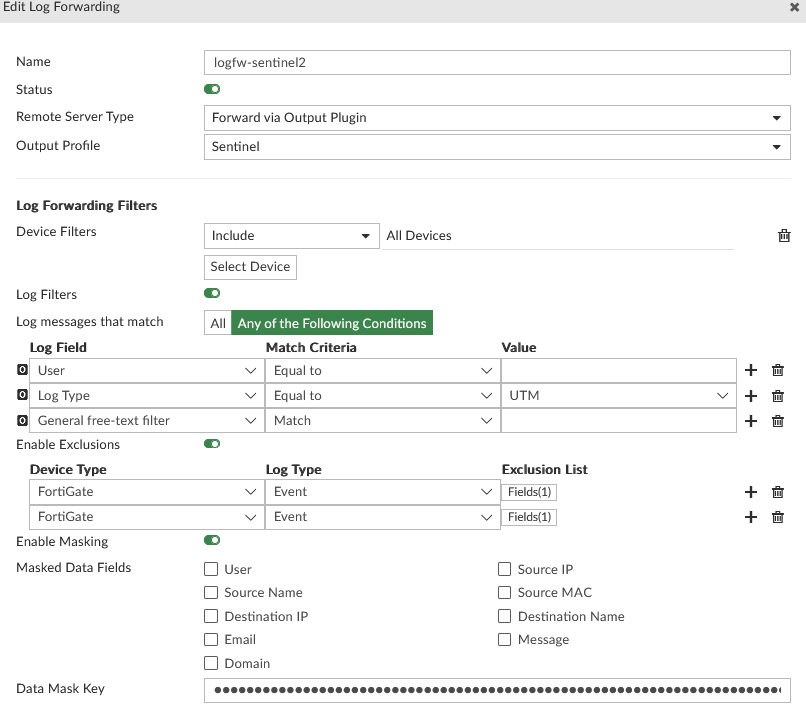 Edit Log Forwarding
Name logfw-sentinel2
Status
Remote Server Type Forward via Output Plugin
Output Profile Sentinel
Log Forwarding Filters
Device Filters Include All Devices
Select Device
Log Filters
Log messages that match All Any of the Following Conditions
Log Field Match Criteria Value
O User Equal to
O Log Type Equal to UTM
O General free-text filter Match
Enable Exclusions
Device Type Log Type Exclusion List
FortiGate Event Fields(1)
FortiGate Event Fields(1)
Enable Masking
Masked Data Fields User Source IP
Source Name Source MAC
Destination IP Destination Name
Email Message
Domain
Data Mask Key